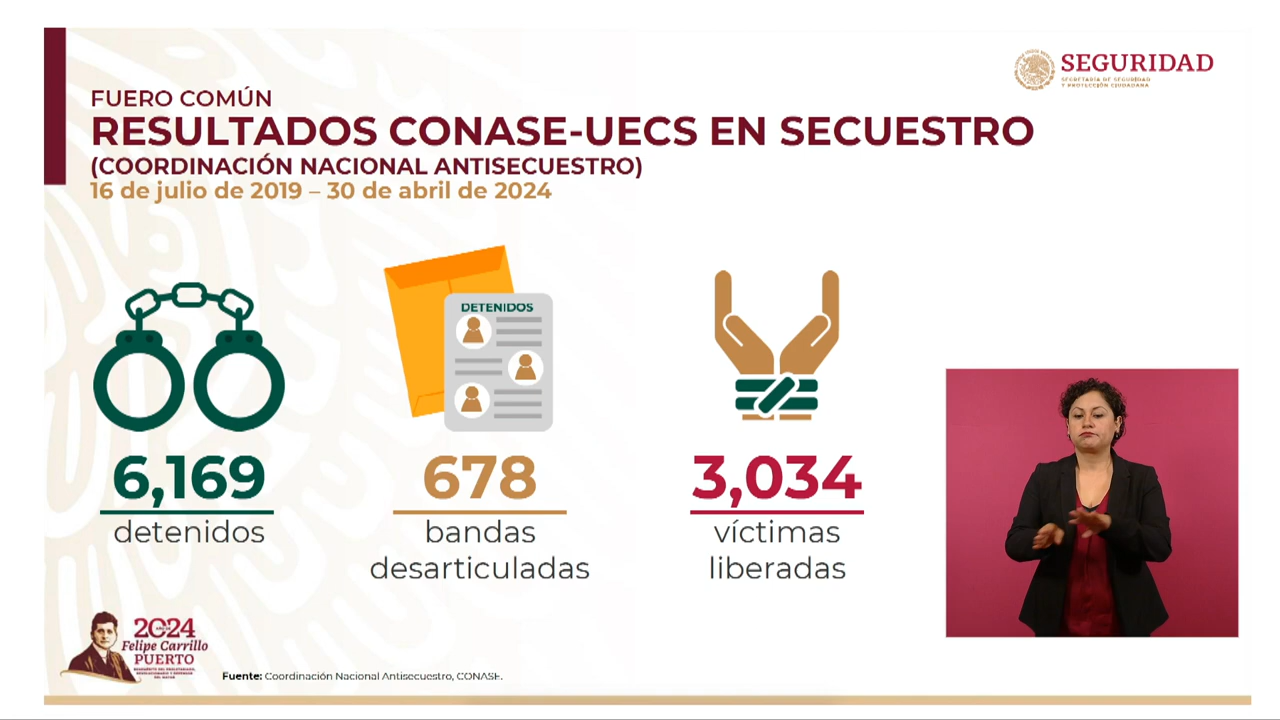 SEGURIDAD
SECRETARÍA DE SEGURIDAD
Y PROTECCIÓN CIUDADANA
FUERO COMÚN
RESULTADOS CONASE-UECS EN SECUESTRO
(COORDINACIÓN NACIONAL ANTISECUESTRO)
16 de julio de 2019 – 30 de abril de 2024
DETENIDOS
6,169
detenidos
678
bandas
desarticuladas
3,034
víctimas
liberadas
2024
Felipe Carrillo
PUERTO
Fuente: Coordinación Nacional Antisecuestro, CONASE.